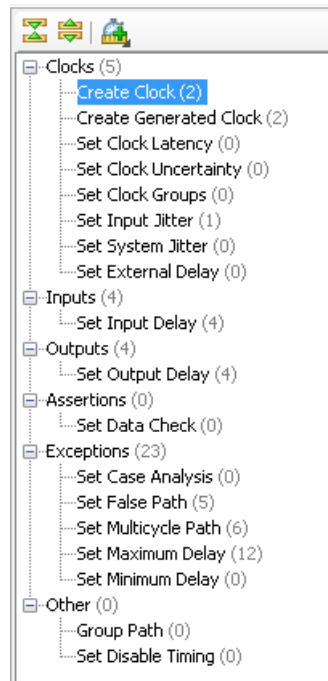 Clocks (5)
Create Clock (2)
Create Generated Clock (2)
Set Clock Latency (0)
Set Clock Uncertainty (0)
Set Clock Groups (0)
Set Input Jitter (1)
Set System Jitter (0)
Set External Delay (0)
Inputs (4)
Set Input Delay (4)
Outputs (4)
Set Output Delay (4)
Assertions (0)
Set Data Check (0)
Exceptions (23)
Set Case Analysis (0)
Set False Path (5)
Set Multicycle Path (6)
Set Maximum Delay (12)
Set Minimum Delay (0)
Other (0)
Group Path (0)
Set Disable Timing (0)